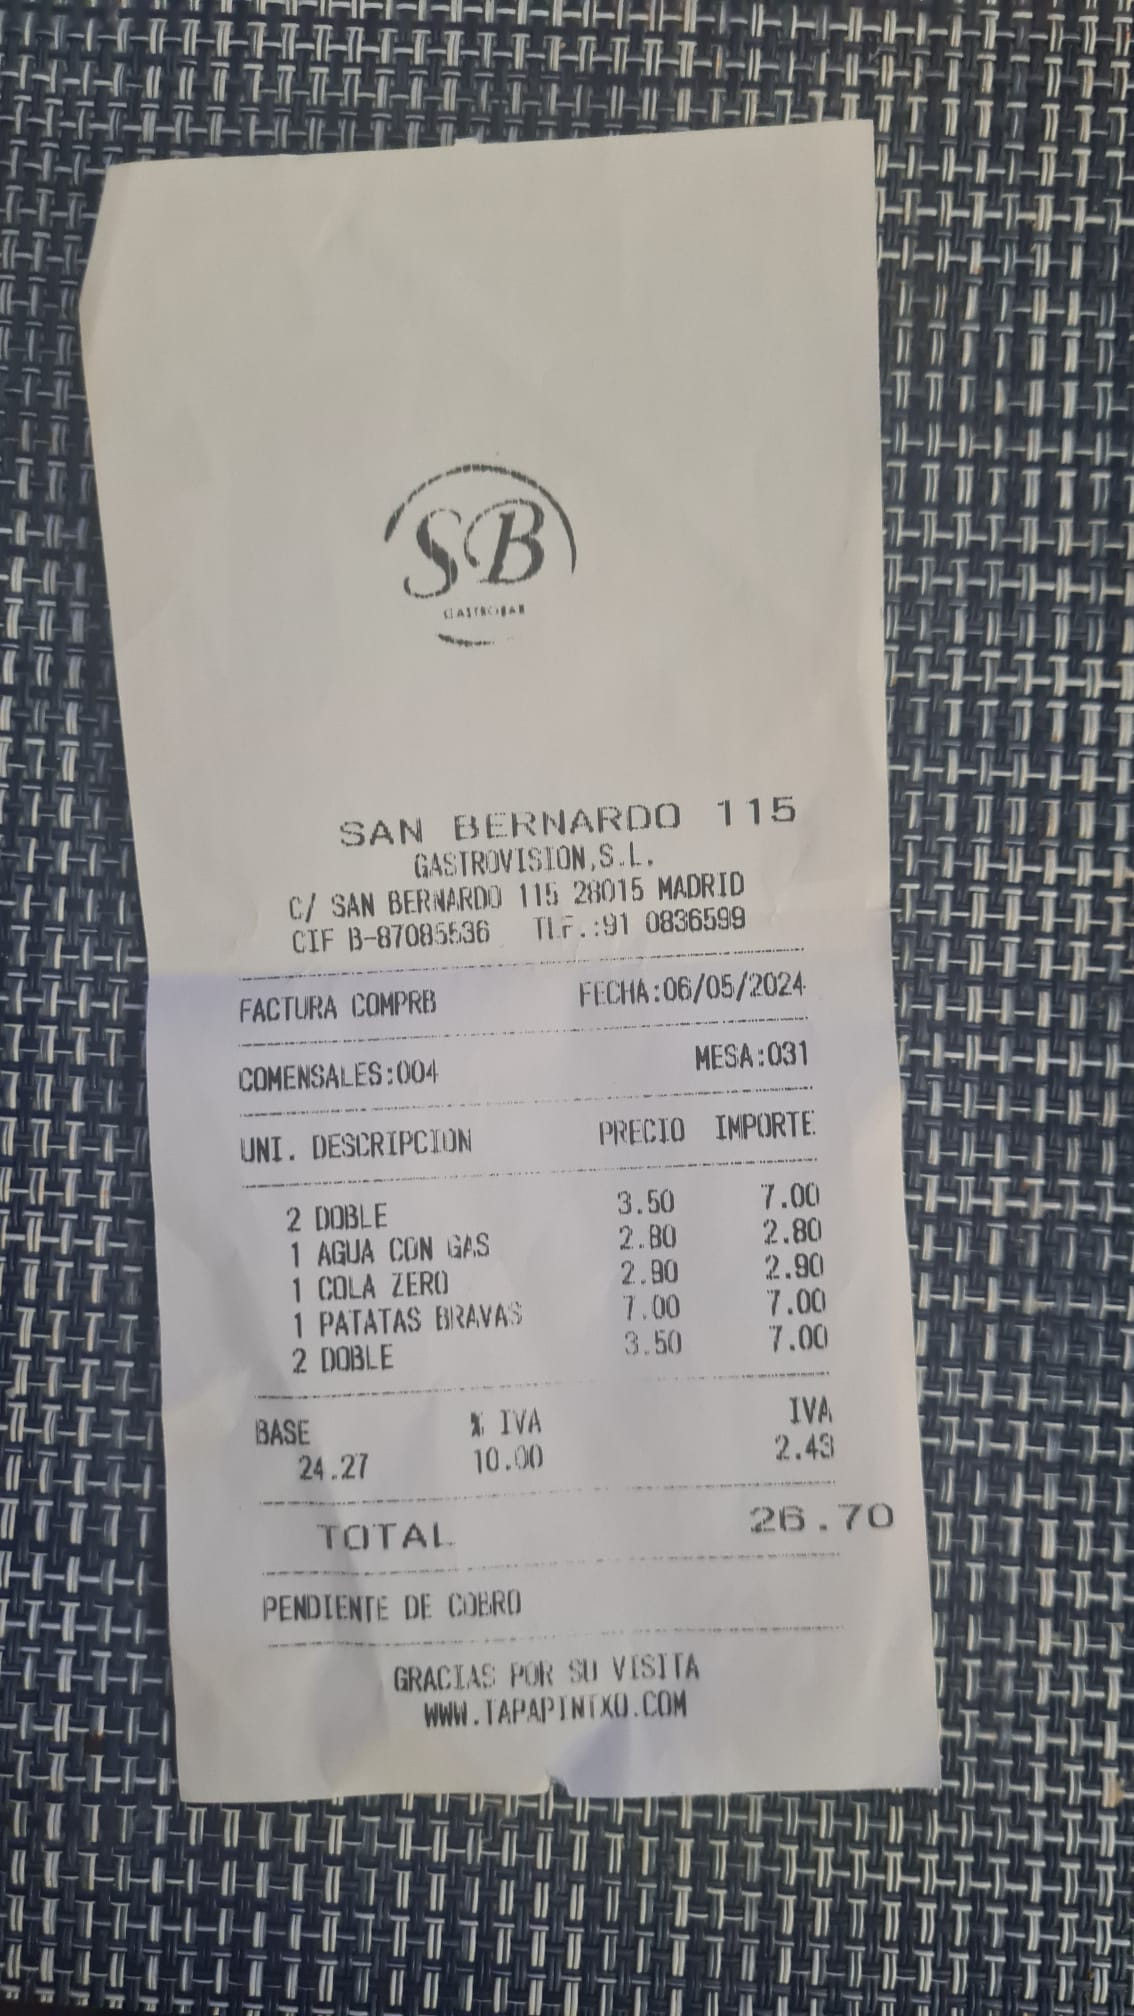 SB
GASTROBAR
SAN BERNARDO 115
GASTROVISION,S.L.
C/ SAN BERNARDO 115 28015 MADRID
CIF B-87085536 TLF.:91 0836599
FACTURA COMPRB FECHA:06/05/2024
COMENSALES:004 MESA:031
UNI. DESCRIPCION PRECIO IMPORTE
2 DOBLE 3.50 7.00
1 AGUA CON GAS 2.80 2.80
1 COLA ZERO 2.90 2.90
1 PATATAS BRAVAS 7.00 7.00
2 DOBLE 3.50 7.00
BASE % IVA IVA
24.27 10.00 2.43
TOTAL 26.70
PENDIENTE DE COBRO
GRACIAS POR SU VISITA
WWW.TAPAPINTXO.COM